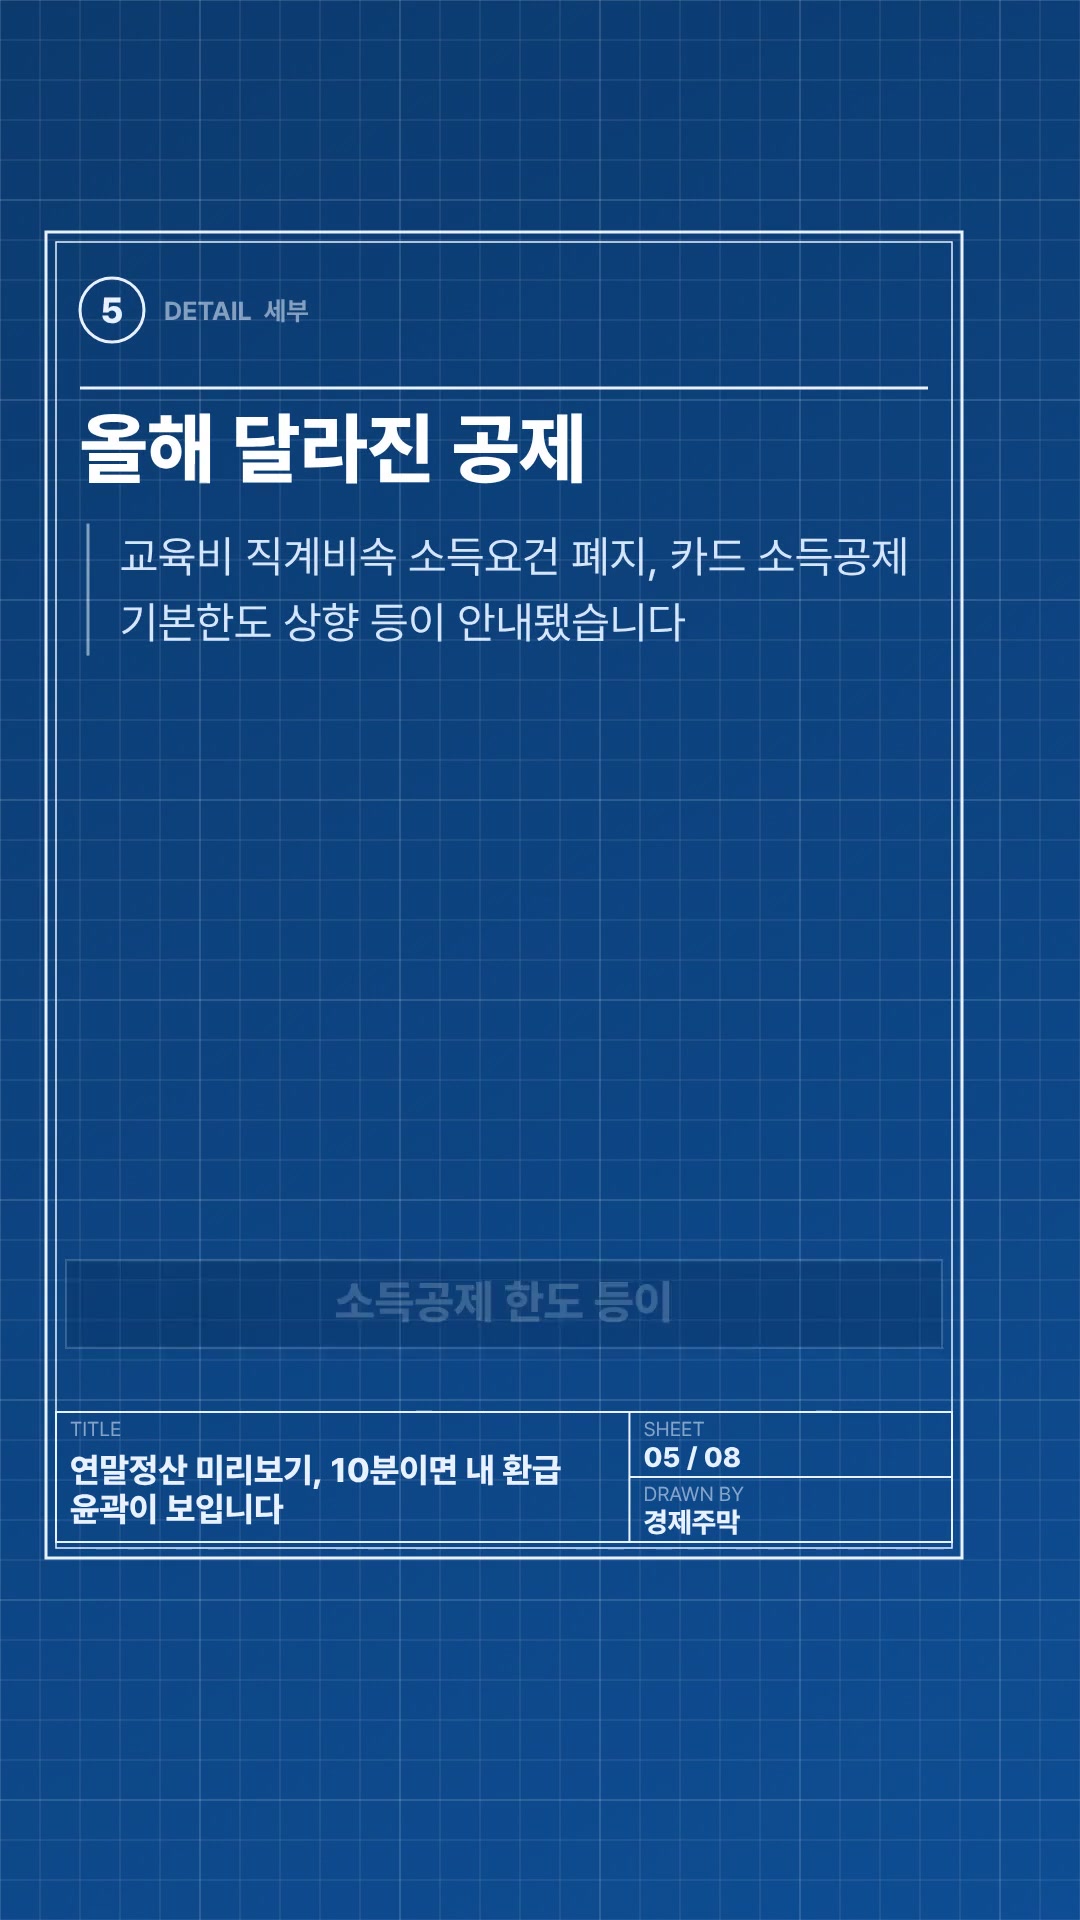 5
DETAIL 세부
올해 달라진 공제
교육비 직계비속 소득요건 폐지, 카드 소득공제
기본한도 상향 등이 안내됐습니다
소득공제 한도 등이
TITLE
연말정산 미리보기, 10분이면 내 환급
윤곽이 보입니다
SHEET
05 / 08
DRAWN BY
경제주막